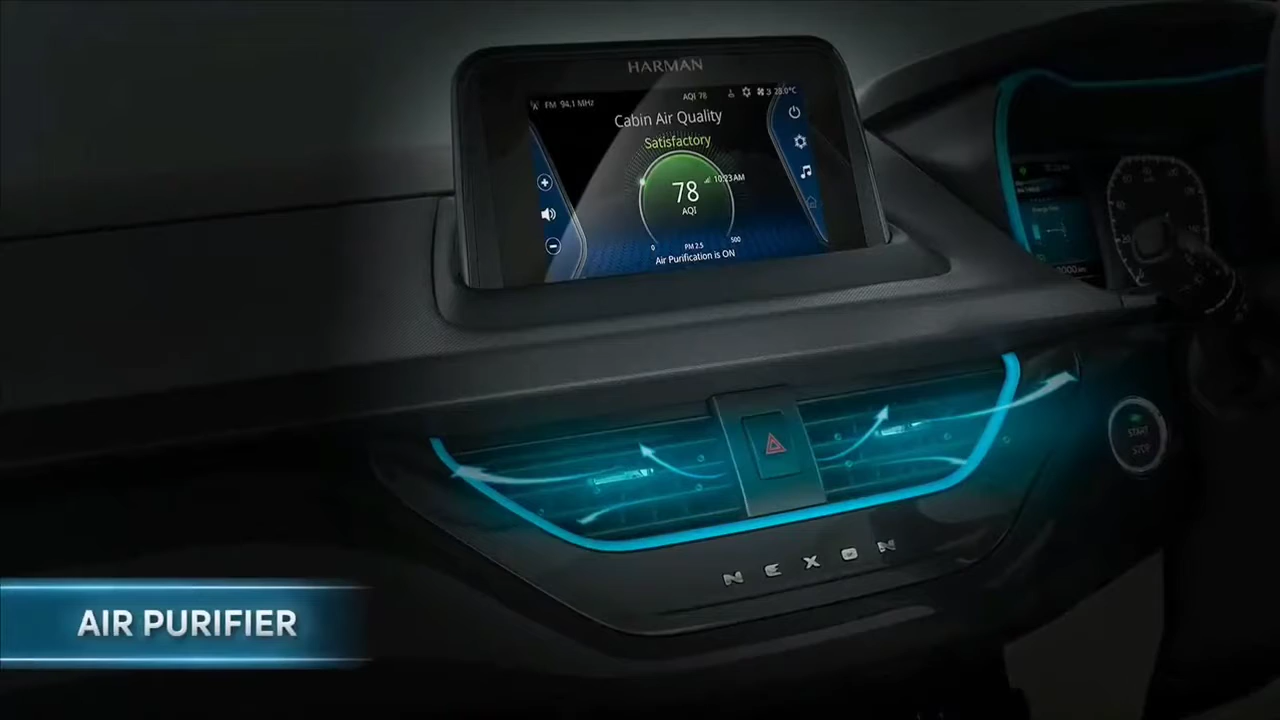 HARMAN
FM 94.1 MHz
AQI 78
3 28.0°C
Cabin Air Quality
Satisfactory
10:23 AM
78
AQI
0
PM 2.5
500
Air Purification is ON
START
STOP
NEXON
AIR PURIFIER